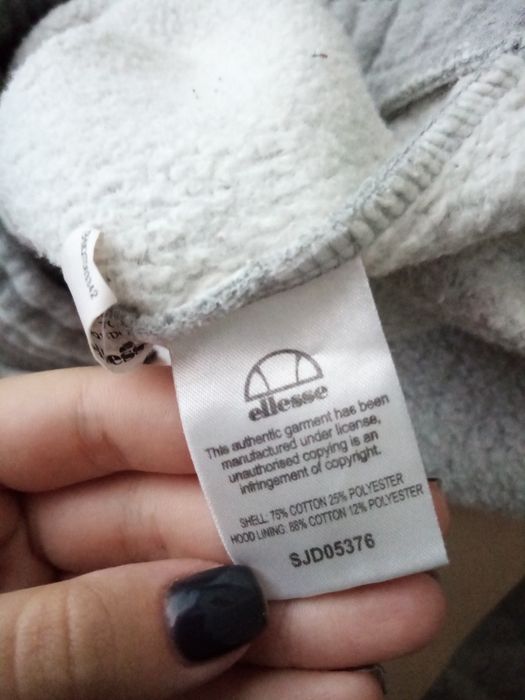 ellesse
This authentic garment has been
manufactured under license,
unauthorised copying is an
infringement of copyright.
SHELL: 75% COTTON 25% POLYESTER
HOOD LINING: 88% COTTON 12% POLYESTER
SJD05376